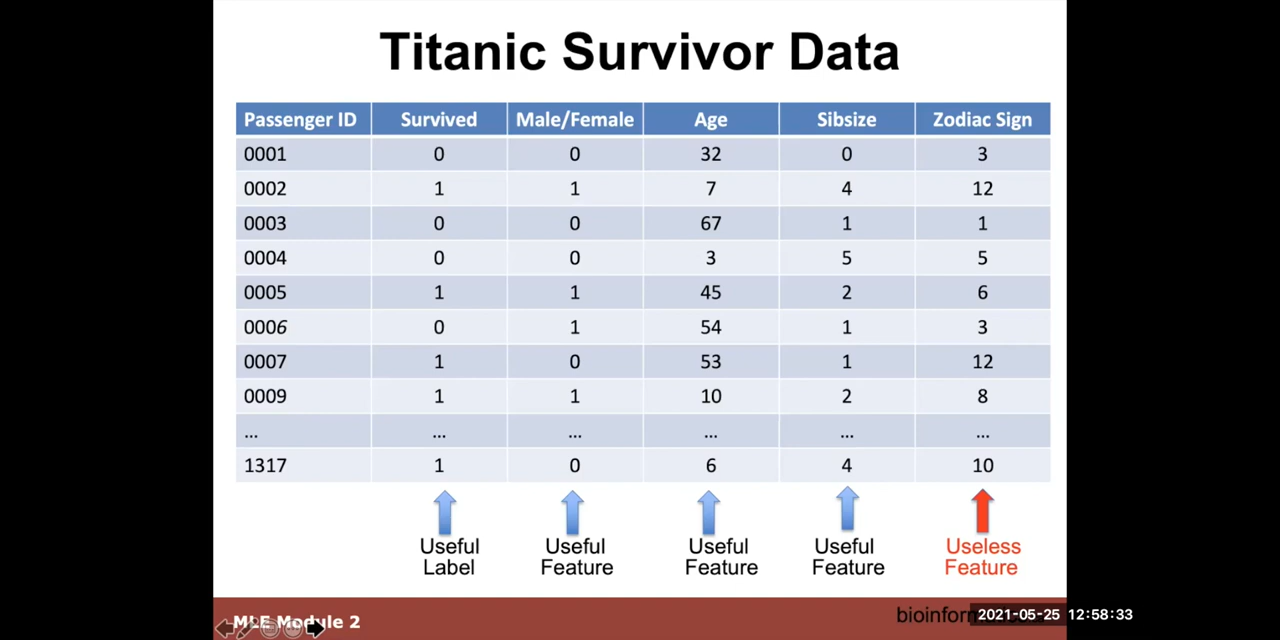 Titanic Survivor Data
Passenger ID Survived Male/Female Age Sibsize Zodiac Sign
0001 0 0 32 0 3
0002 1 1 7 4 12
0003 0 0 67 1 1
0004 0 0 3 5 5
0005 1 1 45 2 6
0006 0 1 54 1 3
0007 1 0 53 1 12
0009 1 1 10 2 8
... ... ... ... ... ...
1317 1 0 6 4 10
Useful Useful Useful Useful Useless
Label Feature Feature Feature Feature
MLE Module 2
2021-05-25 12:58:33